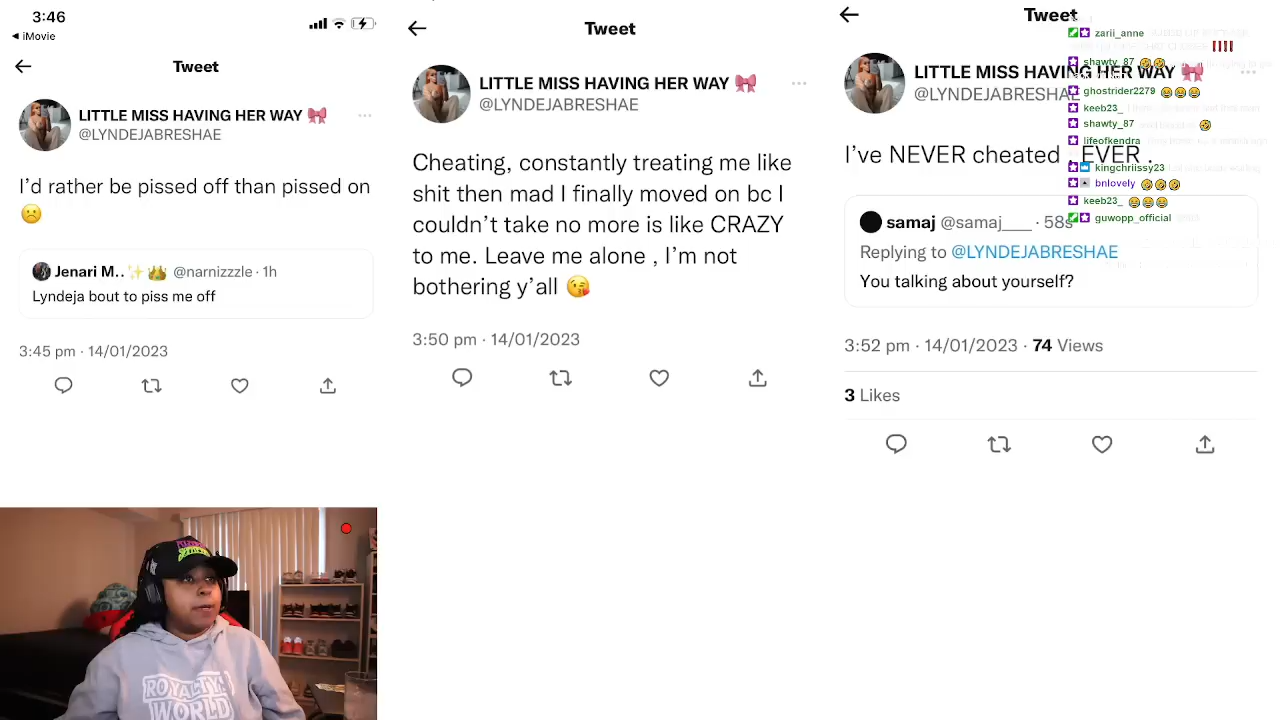 3:46
iMovie
Tweet
LITTLE MISS HAVING HER WAY
@LYNDEJABRESHAE
I'd rather be pissed off than pissed on
Jenari M.. @narnizzzle · 1h
Lyndeja bout to piss me off
3:45 pm · 14/01/2023
Tweet
LITTLE MISS HAVING HER WAY
@LYNDEJABRESHAE
Cheating, constantly treating me like
shit then mad I finally moved on bc I
couldn't take no more is like CRAZY
to me. Leave me alone , I'm not
bothering y'all 😘
3:50 pm · 14/01/2023
Tweet
LITTLE MISS HAVING HER WAY
@LYNDEJABRESHAE
I've NEVER cheated , EVER .
samaj @samaj___ · 58s
Replying to @LYNDEJABRESHAE
You talking about yourself?
3:52 pm · 14/01/2023 · 74 Views
3 Likes
zarii_anne
shawty_87
ghostrider2279
keeb23_
shawty_87
lifeofkendra
kingchriissy23
bnlovely
keeb23_
guwopp_official
ROYALTY'S
WORLD